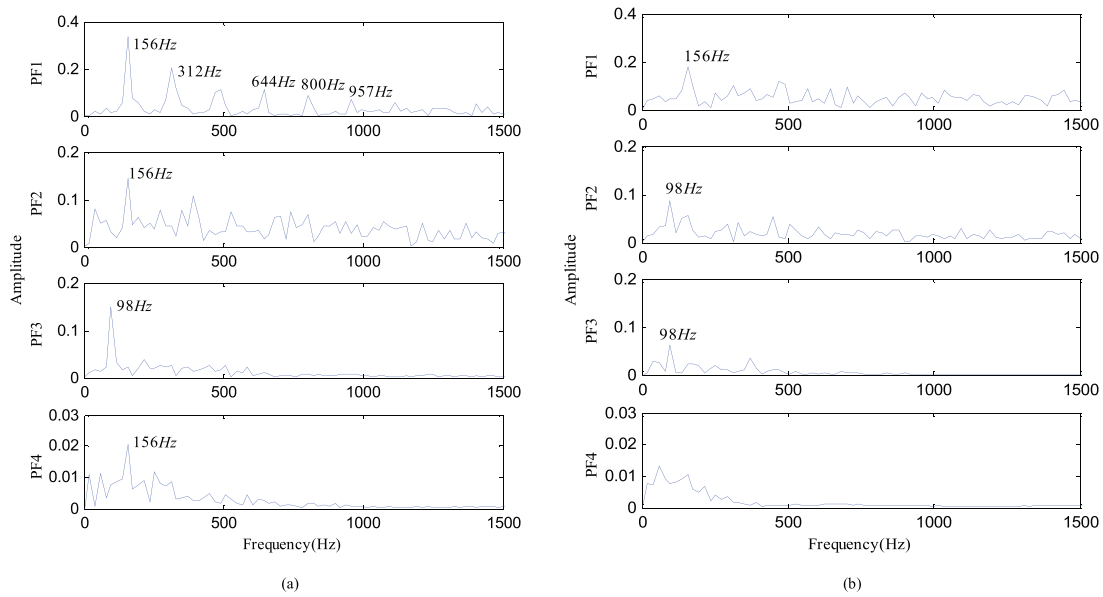 0.4
0.2
0
PF1
156Hz
312Hz
644Hz
800Hz
957Hz
0
500
1000
1500
0.2
0.1
0
PF2
156Hz
0
500
1000
1500
Amplitude
0.2
0.1
0
PF3
98Hz
0
500
1000
1500
0.03
0.02
0.01
0
PF4
156Hz
0
500
1000
1500
Frequency(Hz)
(a)
0.4
0.2
0
PF1
156Hz
0
500
1000
1500
0.2
0.1
0
PF2
98Hz
0
500
1000
1500
Amplitude
0.2
0.1
0
PF3
98Hz
0
500
1000
1500
0.03
0.02
0.01
0
PF4
0
500
1000
1500
Frequency(Hz)
(b)